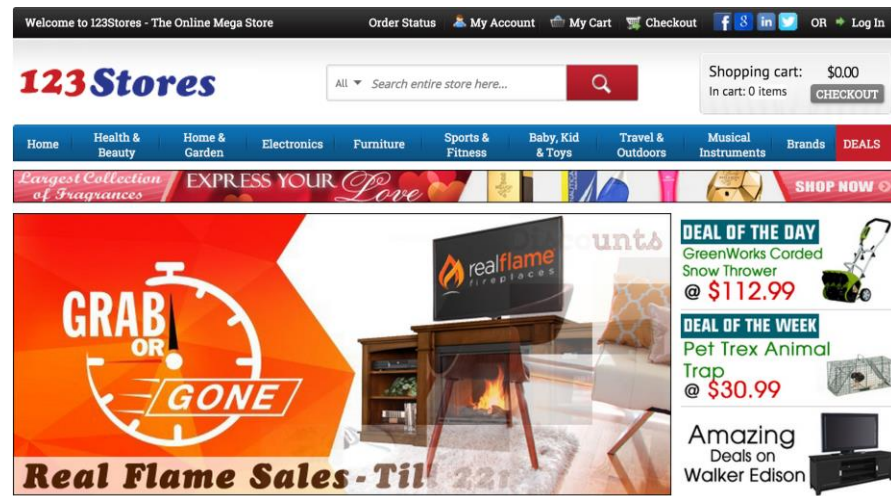 Welcome to 123Stores - The Online Mega Store
Order Status My Account My Cart Checkout f 8 in OR Log In
123Stores
All Search entire store here...
Shopping cart: $0.00
In cart: 0 items CHECKOUT
Home Health & Beauty Home & Garden Electronics Furniture Sports & Fitness Baby, Kid & Toys Travel & Outdoors Musical Instruments Brands DEALS
Largest Collection
of Fragrances
EXPRESS YOUR Love
SHOP NOW
GRAB
OR
GONE
realflame
fireplaces
Real Flame Sales - Til
DEAL OF THE DAY
GreenWorks Corded
Snow Thrower
@ $112.99
DEAL OF THE WEEK
Pet Trex Animal
Trap
@ $30.99
Amazing
Deals on
Walker Edison